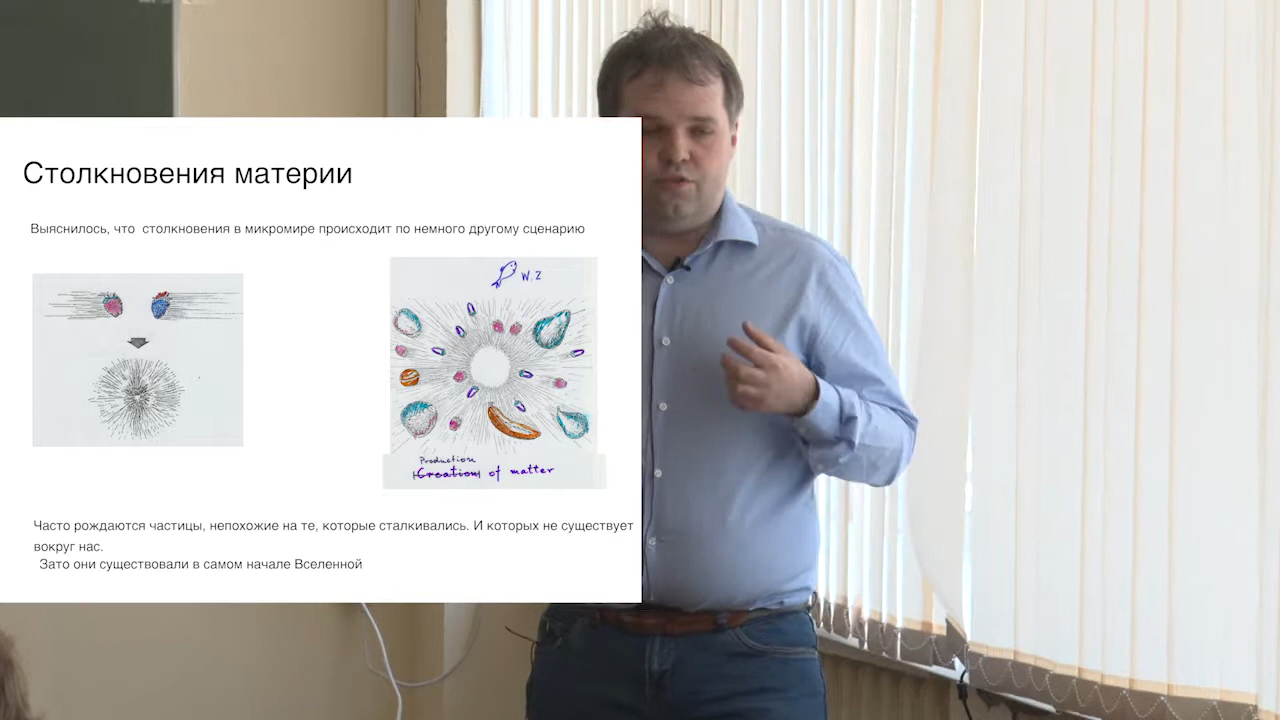 Столкновения материи
Выяснилось, что столкновения в микромире происходит по немного другому сценарию
W, Z
Production
Creation of matter
Часто рождаются частицы, непохожие на те, которые сталкивались. И которых не существует
вокруг нас.
Зато они существовали в самом начале Вселенной